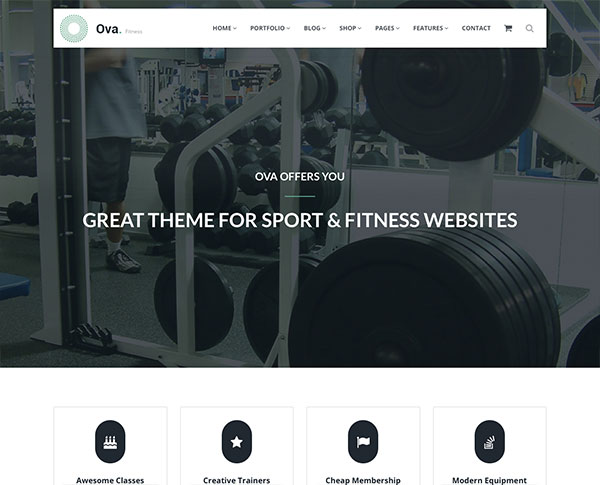 Ova. Fitness
HOME PORTFOLIO BLOG SHOP PAGES FEATURES CONTACT
OVA OFFERS YOU
GREAT THEME FOR SPORT & FITNESS WEBSITES
Awesome Classes Creative Trainers Cheap Membership Modern Equipment